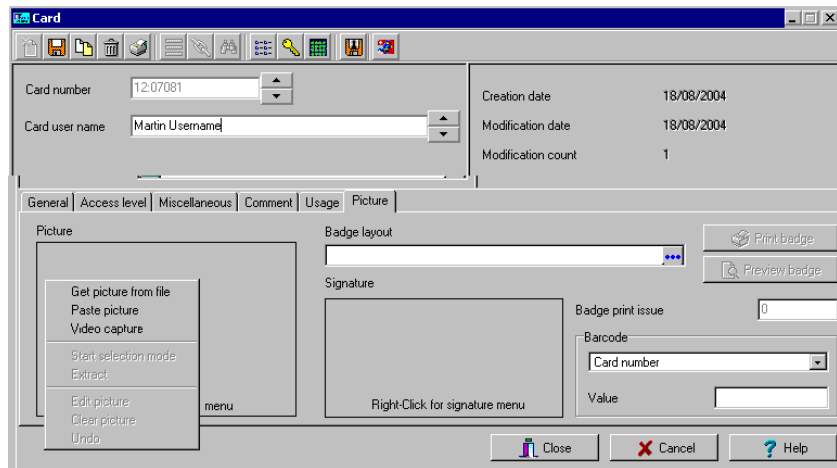 Card
Card number
12:07081
Card user name
Martin Username
Creation date
18/08/2004
Modification date
18/08/2004
Modification count
1
General
Access level
Miscellaneous
Comment
Usage
Picture
Picture
Get picture from file
Paste picture
Video capture
Start selection mode
Extract
Edit picture
Clear picture
Undo
menu
Badge layout
Signature
Right-Click for signature menu
Print badge
Preview badge
Badge print issue
0
Barcode
Card number
Value
Close
Cancel
Help